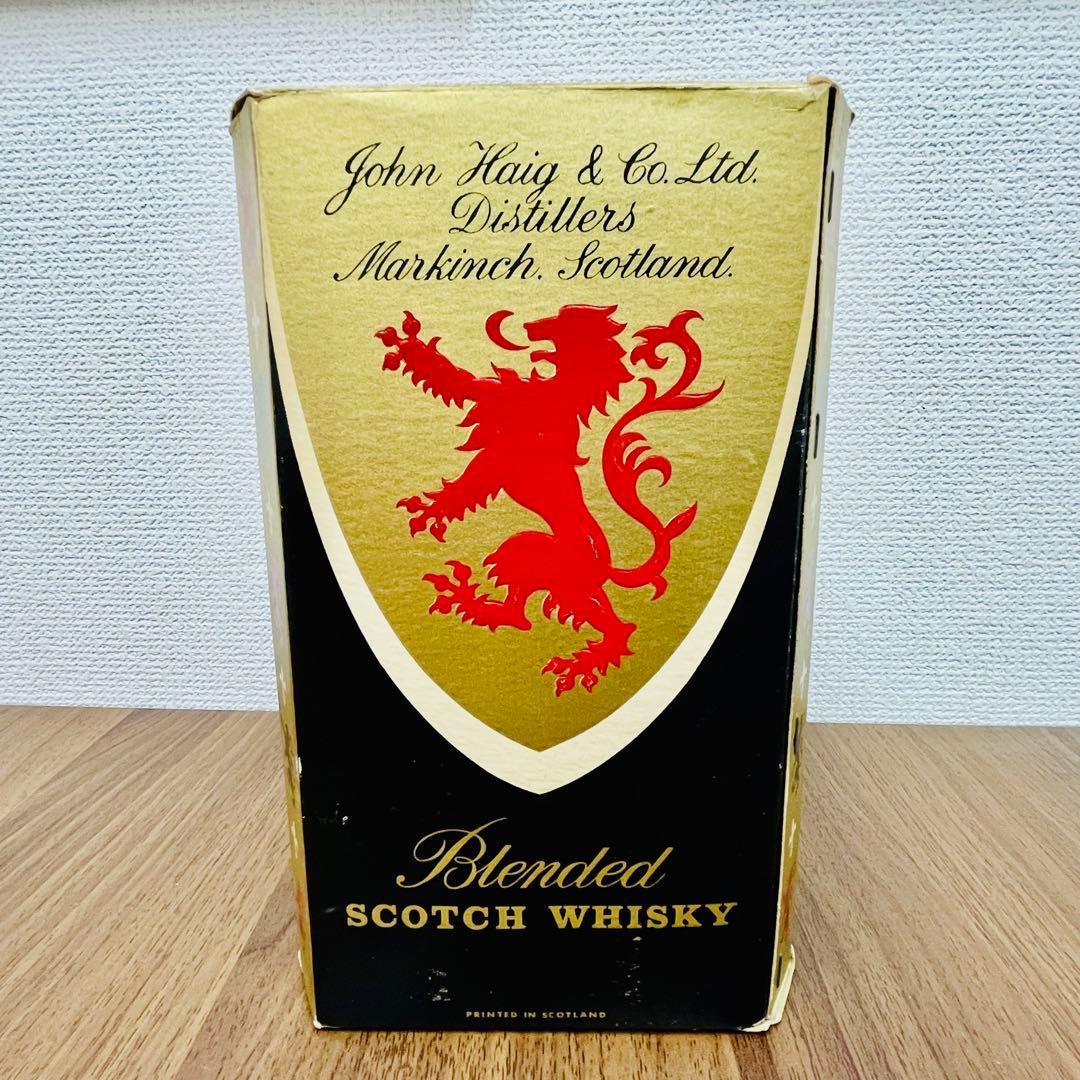 John Haig & Co. Ltd.
Distillers
Markinch. Scotland.
Blended
SCOTCH WHISKY
PRINTED IN SCOTLAND